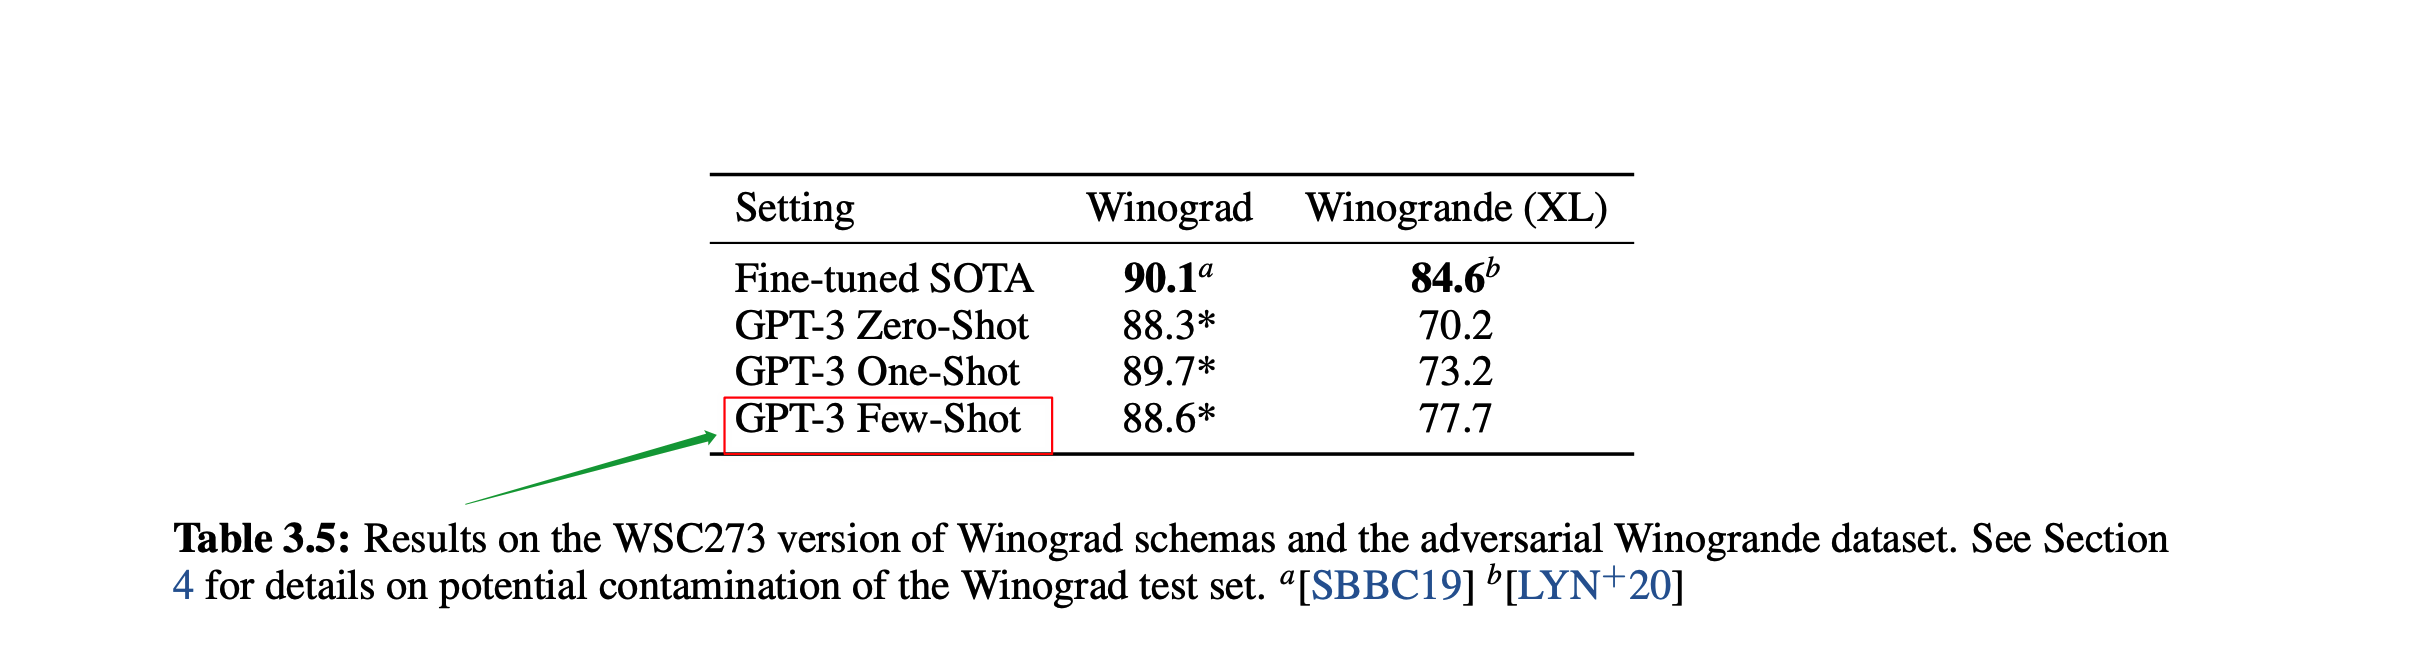 Setting Winograd Winogrande (XL)
Fine-tuned SOTA 90.1a 84.6b
GPT-3 Zero-Shot 88.3* 70.2
GPT-3 One-Shot 89.7* 73.2
GPT-3 Few-Shot 88.6* 77.7
Table 3.5: Results on the WSC273 version of Winograd schemas and the adversarial Winogrande dataset. See Section
4 for details on potential contamination of the Winograd test set. a[SBBC19] b[LYN+20]